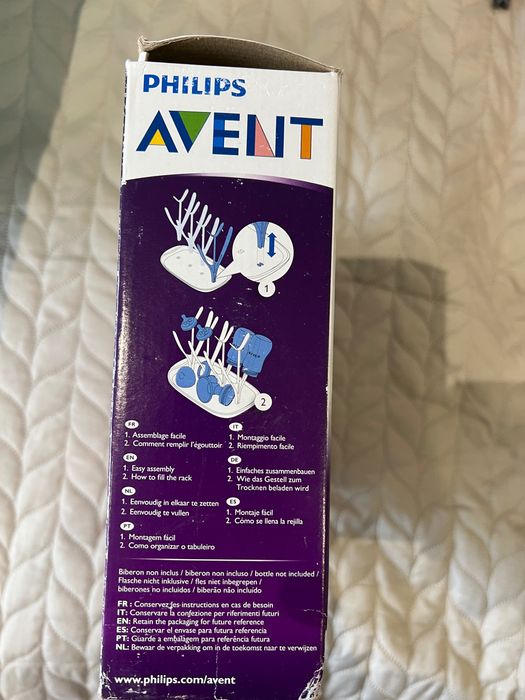 PHILIPS
AVENT
1
2
FR
1. Assemblage facile
2. Comment remplir l'égouttoir
IT
1. Montaggio facile
2. Riempimento facile
EN
1. Easy assembly
2. How to fill the rack
DE
1. Einfaches zusammenbauen
2. Wie das Gestell zum
Trocknen beladen wird
NL
1. Eenvoudig in elkaar te zetten
2. Eenvoudig te vullen
ES
1. Montaje fácil
2. Cómo se llena la rejilla
PT
1. Montagem fácil
2. Como organizar o tabuleiro
Biberon non inclus / biberon non incluso / bottle not included /
Flasche nicht inklusive / fles niet inbegrepen /
biberones no incluidos / biberão não incluído
FR : Conservez les instructions en cas de besoin
IT: Conservare la confezione per riferimenti futuri
EN: Retain the packaging for future reference
ES: Conservar el envase para futura referencia
PT: Guarde a embalagem para referência futura
NL: Bewaar de verpakking om in de toekomst naar te verwijzen
www.philips.com/avent